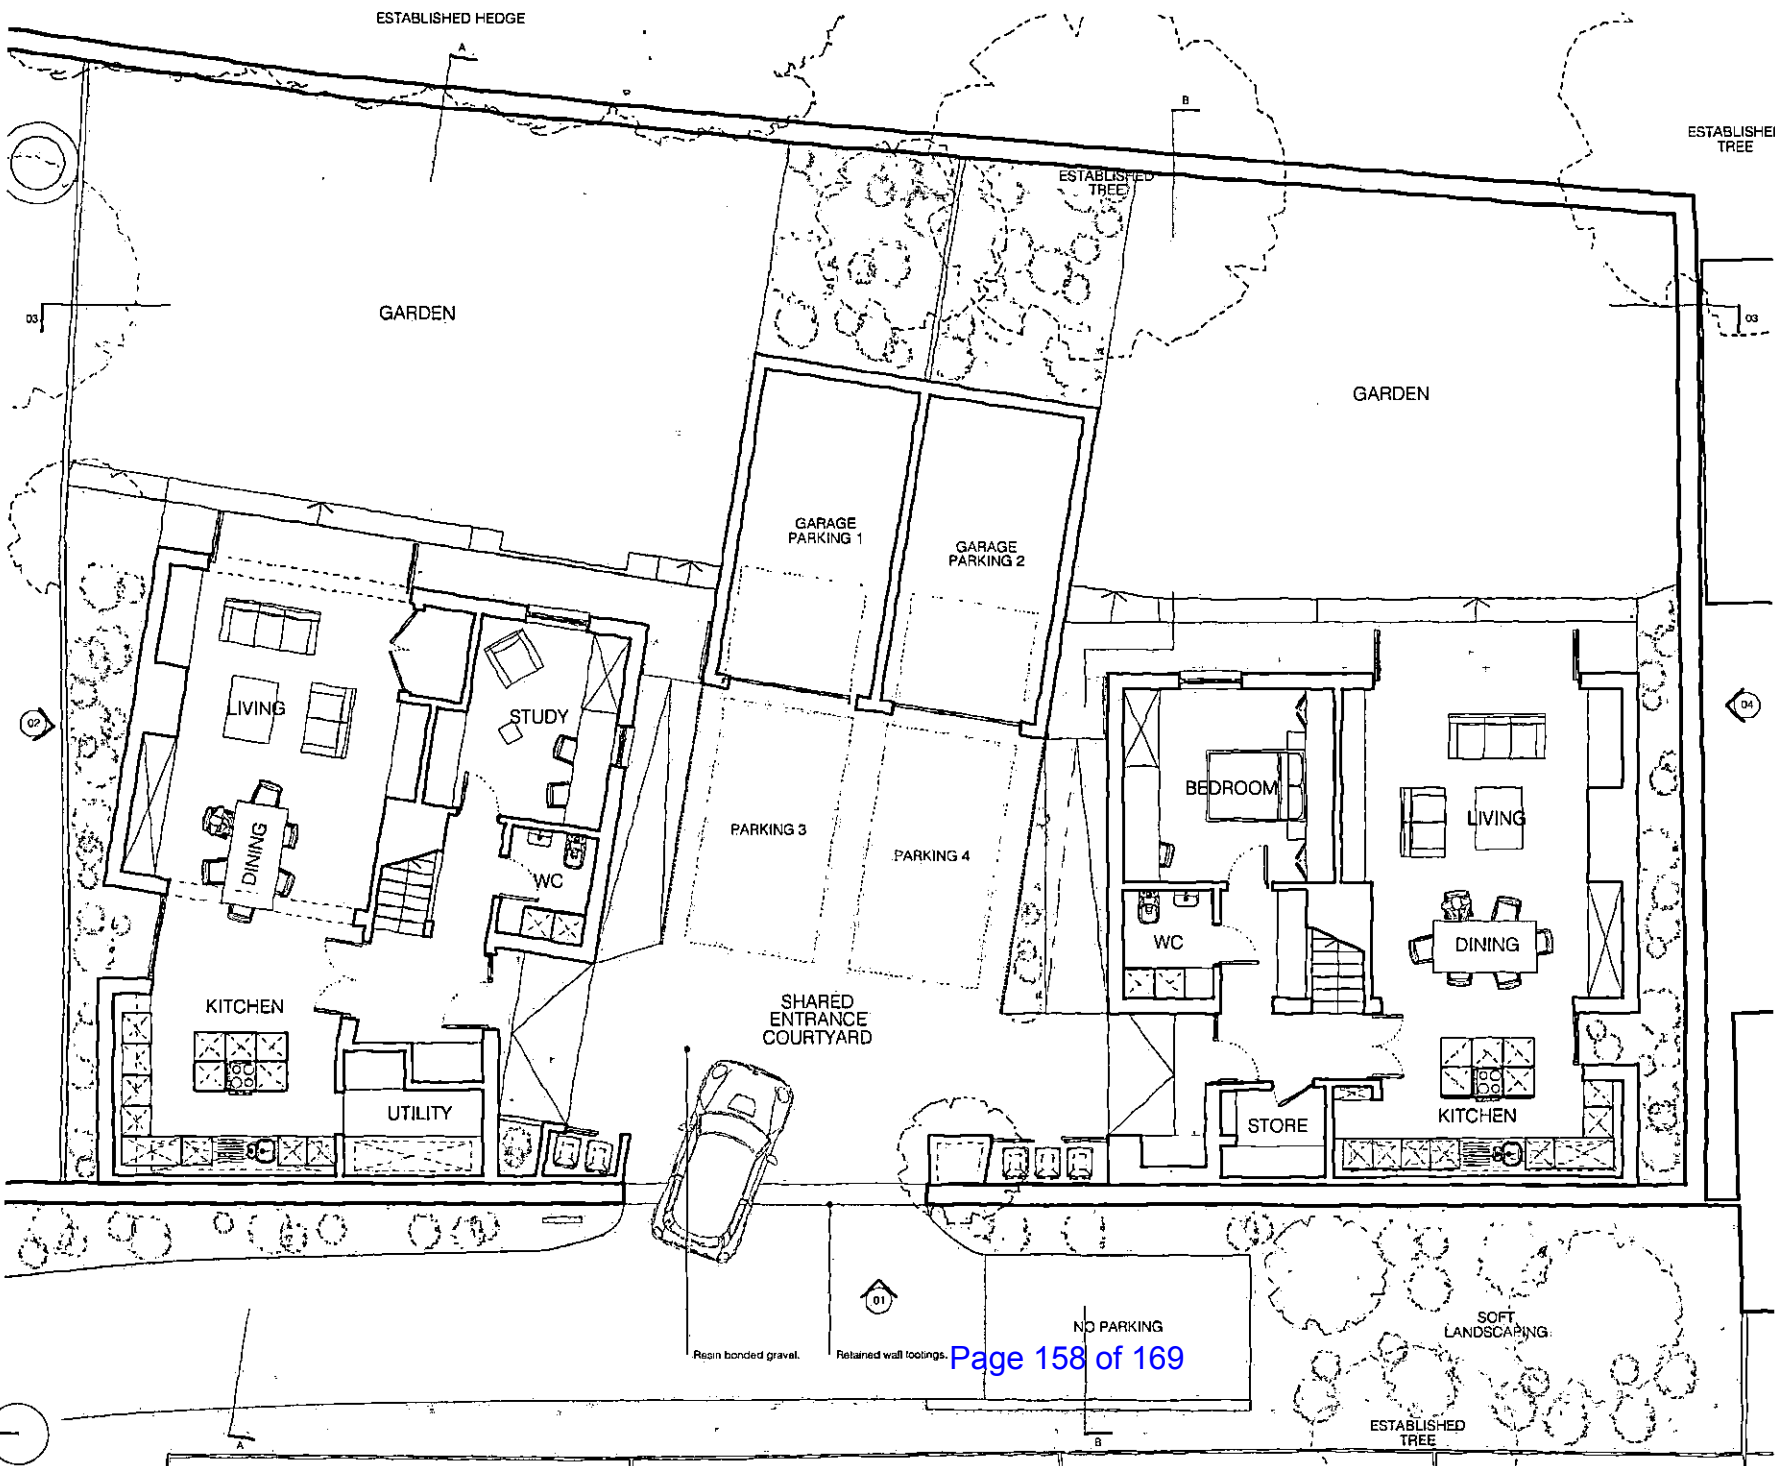 ESTABLISHED HEDGE
A
B
ESTABLISHED
TREE
ESTABLISHE
TREE
03
GARDEN
03
GARDEN
GARAGE
PARKING 1
GARAGE
PARKING 2
02
LIVING
STUDY
04
BEDROOM
LIVING
PARKING 3
PARKING 4
DINING
WC
WC
DINING
KITCHEN
SHARED
ENTRANCE
COURTYARD
UTILITY
STORE
KITCHEN
01
NO PARKING
SOFT
LANDSCAPING
Resin bonded gravel.
Retained wall footings.
Page 158 of 169
ESTABLISHED
TREE
A
B